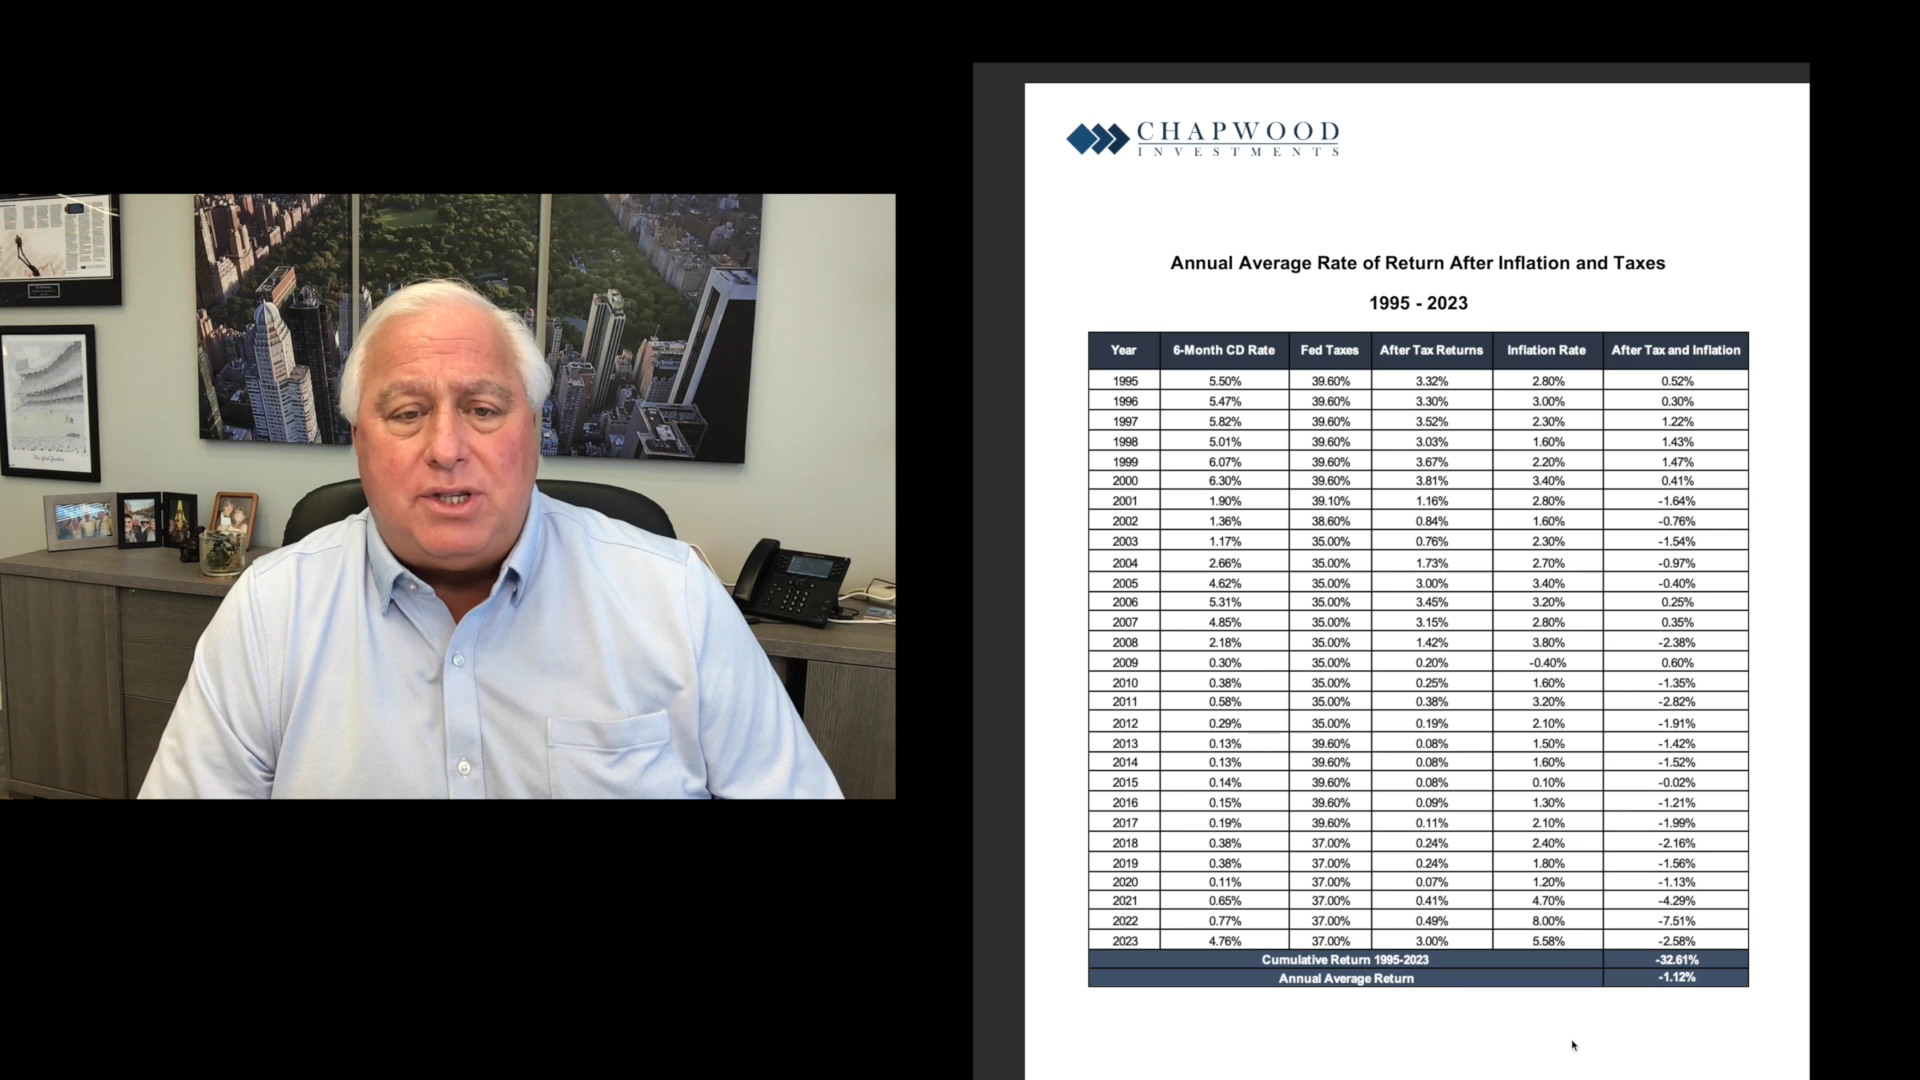 CHAPWOOD
INVESTMENTS
Annual Average Rate of Return After Inflation and Taxes
1995 - 2023
Year 6-Month CD Rate Fed Taxes After Tax Returns Inflation Rate After Tax and Inflation
1995 5.50% 39.60% 3.32% 2.80% 0.52%
1996 5.47% 39.60% 3.30% 3.00% 0.30%
1997 5.82% 39.60% 3.52% 2.30% 1.22%
1998 5.01% 39.60% 3.03% 1.60% 1.43%
1999 6.07% 39.60% 3.67% 2.20% 1.47%
2000 6.30% 39.60% 3.81% 3.40% 0.41%
2001 1.90% 39.10% 1.16% 2.80% -1.64%
2002 1.36% 38.60% 0.84% 1.60% -0.76%
2003 1.17% 35.00% 0.76% 2.30% -1.54%
2004 2.66% 35.00% 1.73% 2.70% -0.97%
2005 4.62% 35.00% 3.00% 3.40% -0.40%
2006 5.31% 35.00% 3.45% 3.20% 0.25%
2007 4.85% 35.00% 3.15% 2.80% 0.35%
2008 2.18% 35.00% 1.42% 3.80% -2.38%
2009 0.30% 35.00% 0.20% -0.40% 0.60%
2010 0.38% 35.00% 0.25% 1.60% -1.35%
2011 0.58% 35.00% 0.38% 3.20% -2.82%
2012 0.29% 35.00% 0.19% 2.10% -1.91%
2013 0.13% 39.60% 0.08% 1.50% -1.42%
2014 0.13% 39.60% 0.08% 1.60% -1.52%
2015 0.14% 39.60% 0.08% 0.10% -0.02%
2016 0.15% 39.60% 0.09% 1.30% -1.21%
2017 0.19% 39.60% 0.11% 2.10% -1.99%
2018 0.38% 37.00% 0.24% 2.40% -2.16%
2019 0.38% 37.00% 0.24% 1.80% -1.56%
2020 0.11% 37.00% 0.07% 1.20% -1.13%
2021 0.65% 37.00% 0.41% 4.70% -4.29%
2022 0.77% 37.00% 0.49% 8.00% -7.51%
2023 4.76% 37.00% 3.00% 5.58% -2.58%
Cumulative Return 1995-2023 -32.61%
Annual Average Return -1.12%